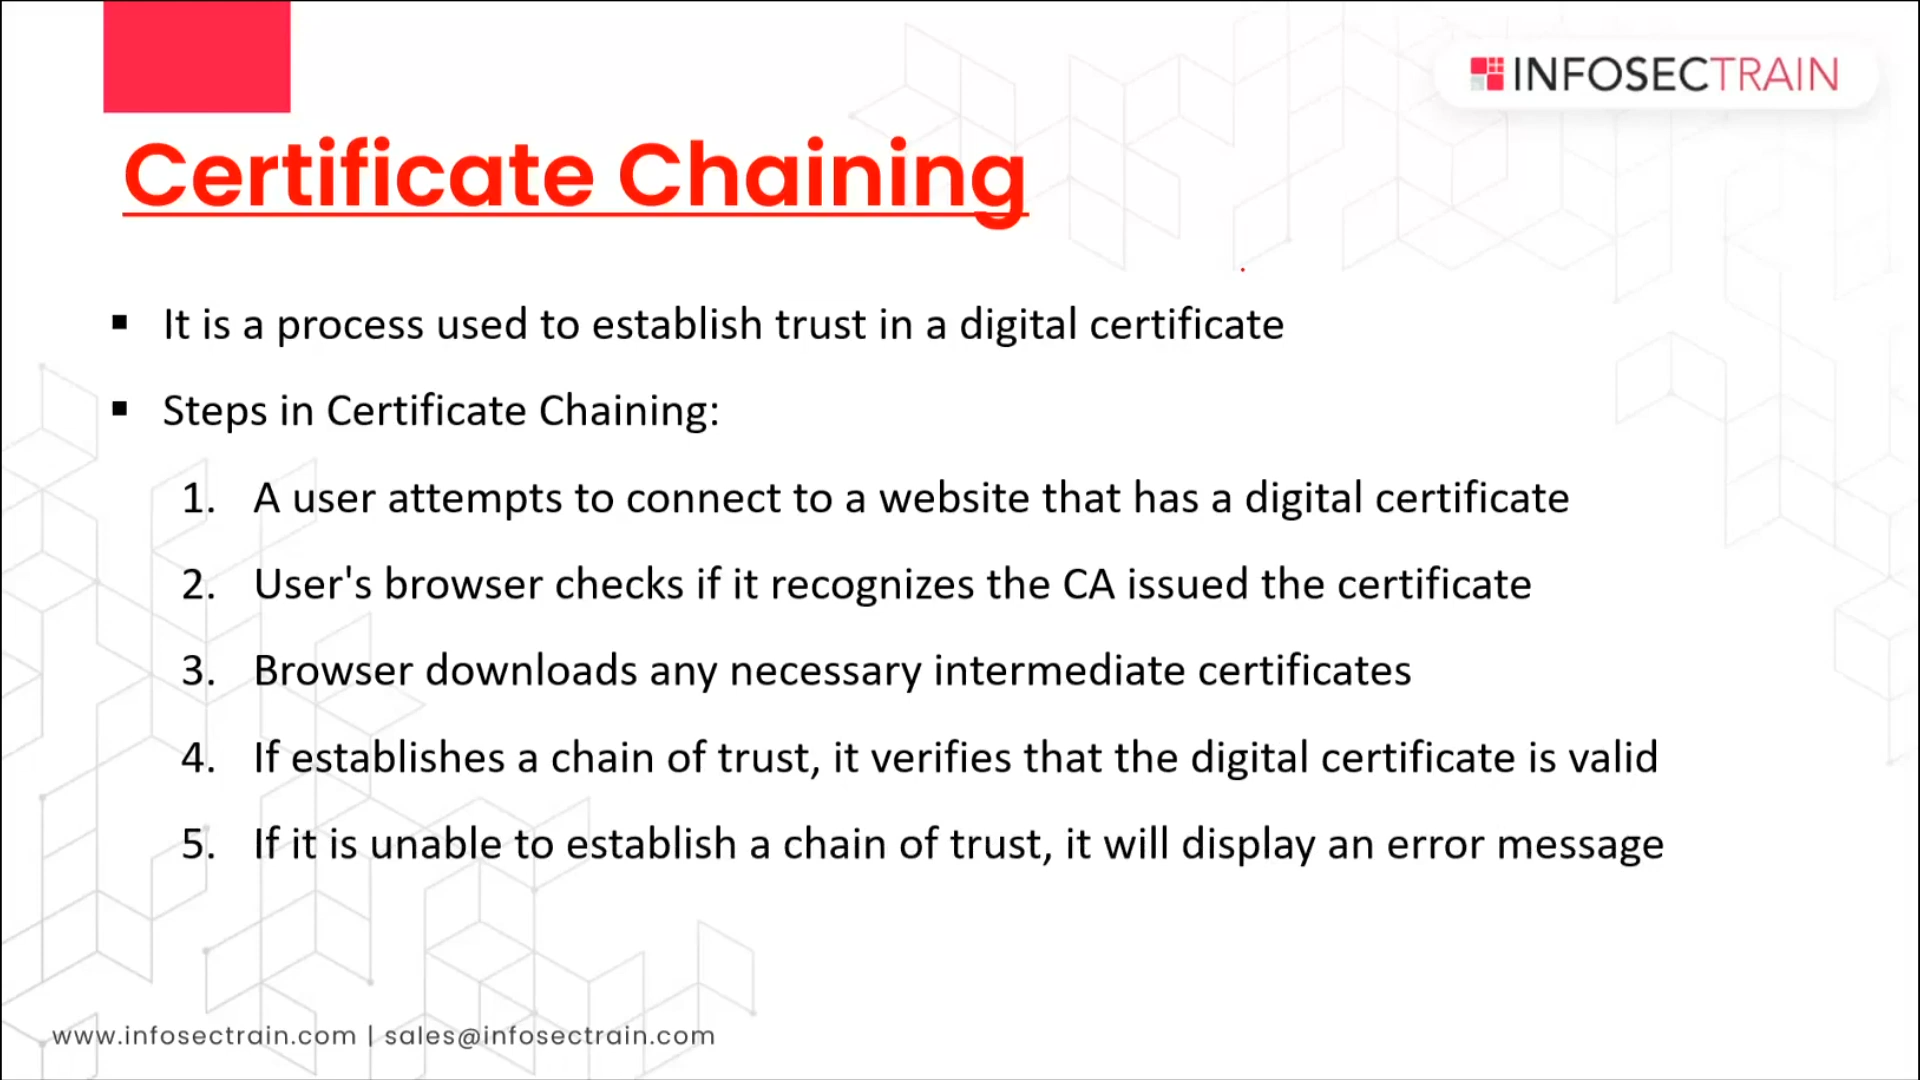 INFOSECTRAIN
Certificate Chaining
▪ It is a process used to establish trust in a digital certificate
▪ Steps in Certificate Chaining:
1. A user attempts to connect to a website that has a digital certificate
2. User's browser checks if it recognizes the CA issued the certificate
3. Browser downloads any necessary intermediate certificates
4. If establishes a chain of trust, it verifies that the digital certificate is valid
5. If it is unable to establish a chain of trust, it will display an error message
www.infosectrain.com | sales@infosectrain.com